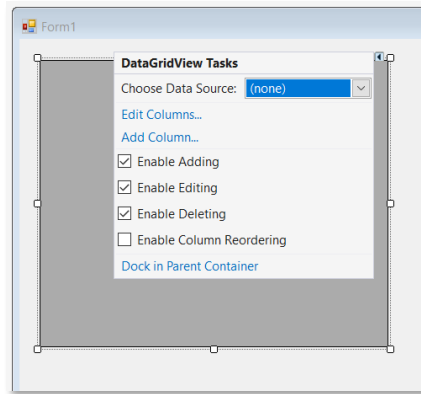 Form1
DataGridView Tasks
Choose Data Source: (none)
Edit Columns...
Add Column...
Enable Adding
Enable Editing
Enable Deleting
Enable Column Reordering
Dock in Parent Container